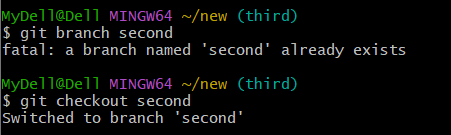 MyDell@Dell MINGW64 ~/new (third)
$ git branch second
fatal: a branch named 'second' already exists
MyDell@Dell MINGW64 ~/new (third)
$ git checkout second
Switched to branch 'second'